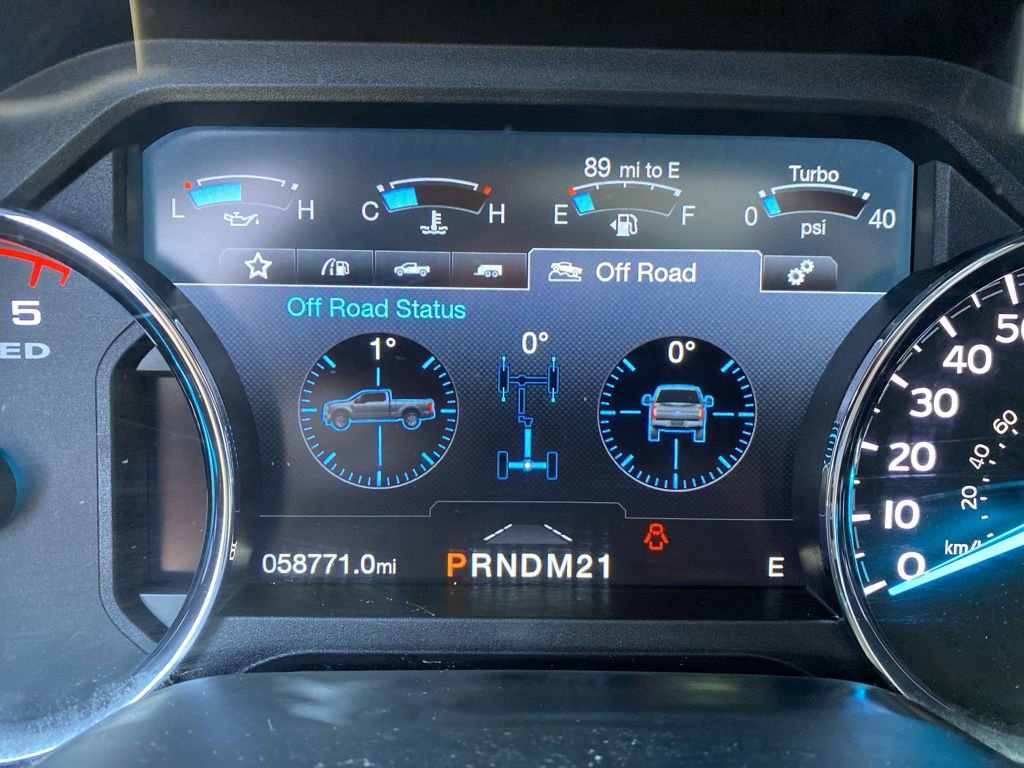 89 mi to E
Turbo
L H
C H
E F
0 40
psi
Off Road
Off Road Status
1°
0°
0°
5
ED
50
40
30
20
10
0
60
40
20
km/h
058771.0mi
PRNDM21
E